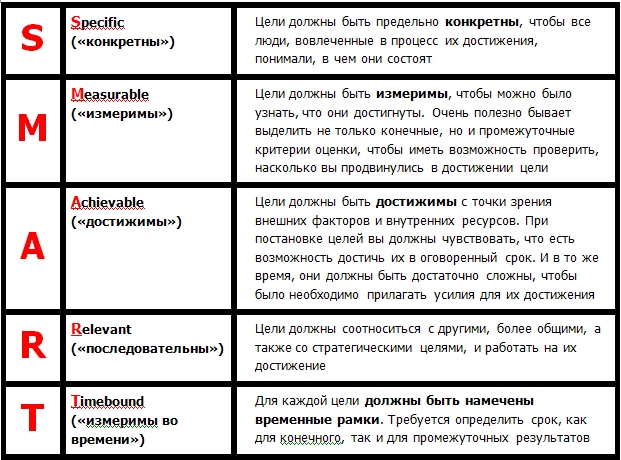 S
Specific
(«конкретны»)
Цели должны быть предельно конкретны, чтобы все
люди, вовлеченные в процесс их достижения,
понимали, в чем они состоят
M
Measurable
(«измеримы»)
Цели должны быть измеримы, чтобы можно было
узнать, что они достигнуты. Очень полезно бывает
выделить не только конечные, но и промежуточные
критерии оценки, чтобы иметь возможность проверить,
насколько вы продвинулись в достижении цели
A
Achievable
(«достижимы»)
Цели должны быть достижимы с точки зрения
внешних факторов и внутренних ресурсов. При
постановке целей вы должны чувствовать, что есть
возможность достичь их в оговоренный срок. И в то же
время, они должны быть достаточно сложны, чтобы
было необходимо прилагать усилия для их достижения
R
Relevant
(«последовательны»)
Цели должны соотноситься с другими, более общими, а
также со стратегическими целями, и работать на их
достижение
T
Timebound
(«измеримы во
времени»)
Для каждой цели должны быть намечены
временные рамки. Требуется определить срок, как
для конечного, так и для промежуточных результатов